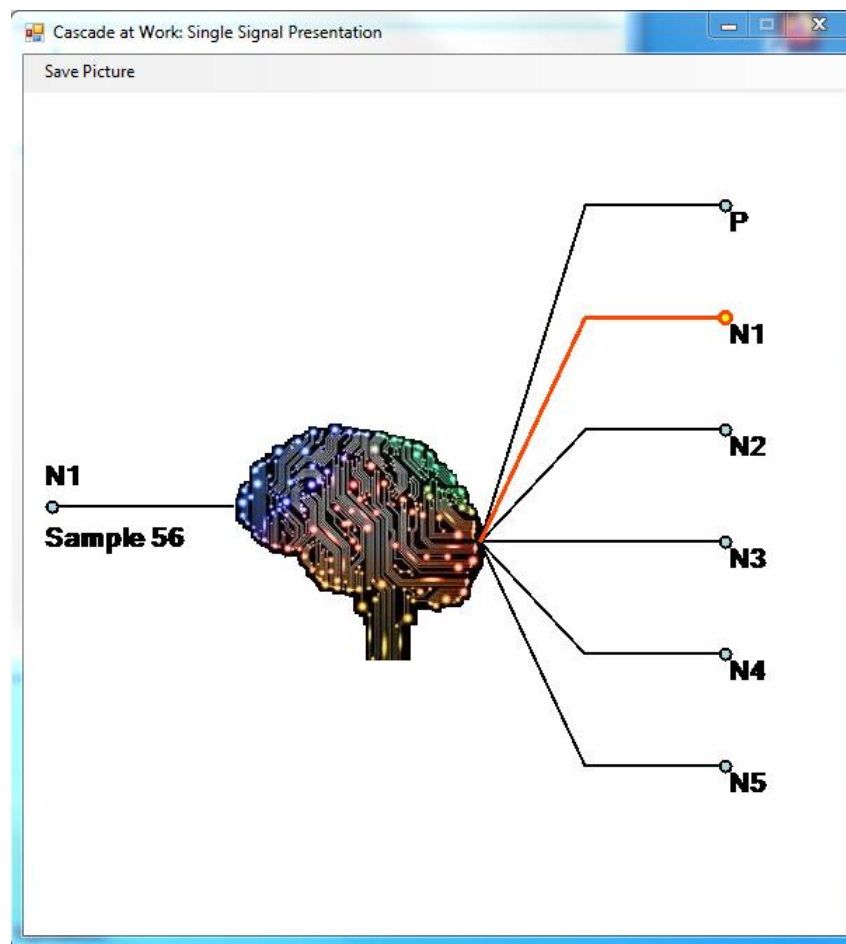 Cascade at Work: Single Signal Presentation
Save Picture
P
N1
N2
N1
Sample 56
N3
N4
N5